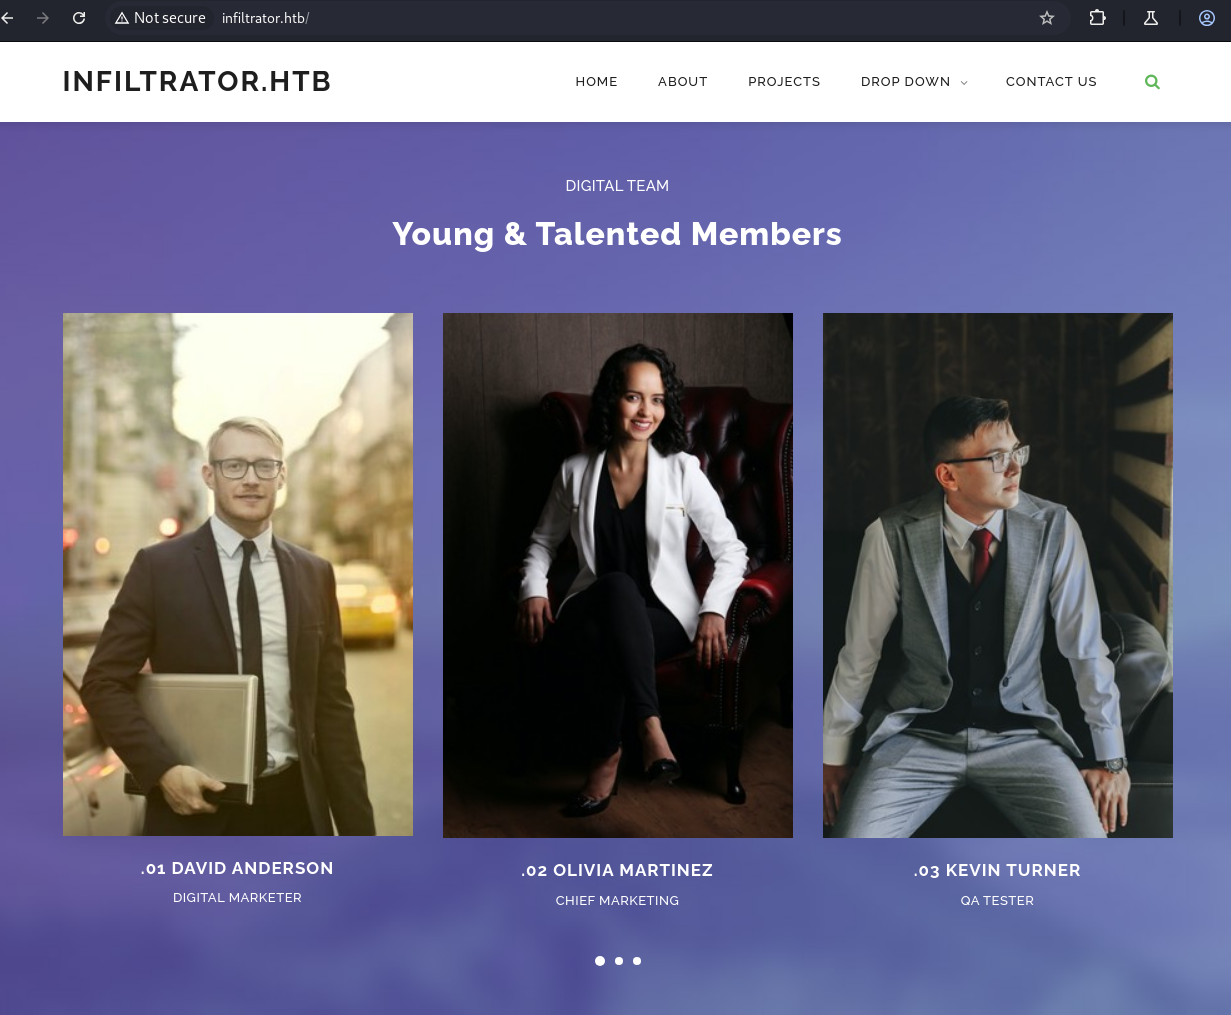 Not secure infiltrator.htb/
INFILTRATOR.HTB
HOME ABOUT PROJECTS DROP DOWN CONTACT US
DIGITAL TEAM
Young & Talented Members
.01 DAVID ANDERSON
DIGITAL MARKETER
.02 OLIVIA MARTINEZ
CHIEF MARKETING
.03 KEVIN TURNER
QA TESTER